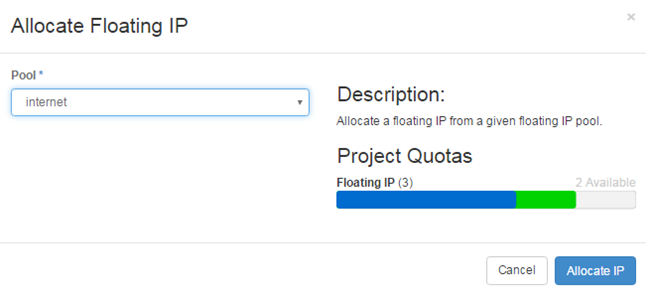 Allocate Floating IP
×
Pool *
internet
Description:
Allocate a floating IP from a given floating IP pool.
Project Quotas
Floating IP (3) 2 Available
Cancel Allocate IP